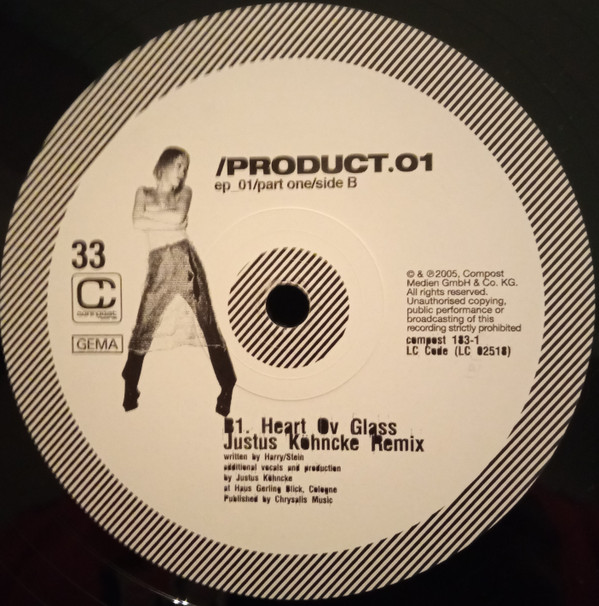 /PRODUCT.01
ep_01/part one/side B
33
GEMA
© & ℗2005, Compost
Medien GmbH & Co. KG.
All rights reserved.
Unauthorised copying,
public performance or
broadcasting of this
recording strictly prohibited
compost 183-1
LC Code (LC 02518)
B1. Heart Ov Glass
Justus Köhncke Remix
written by Harry/Stein
additional vocals and production
by Justus Köhncke
at Haus Gerling Blick, Cologne
Published by Chrysalis Music